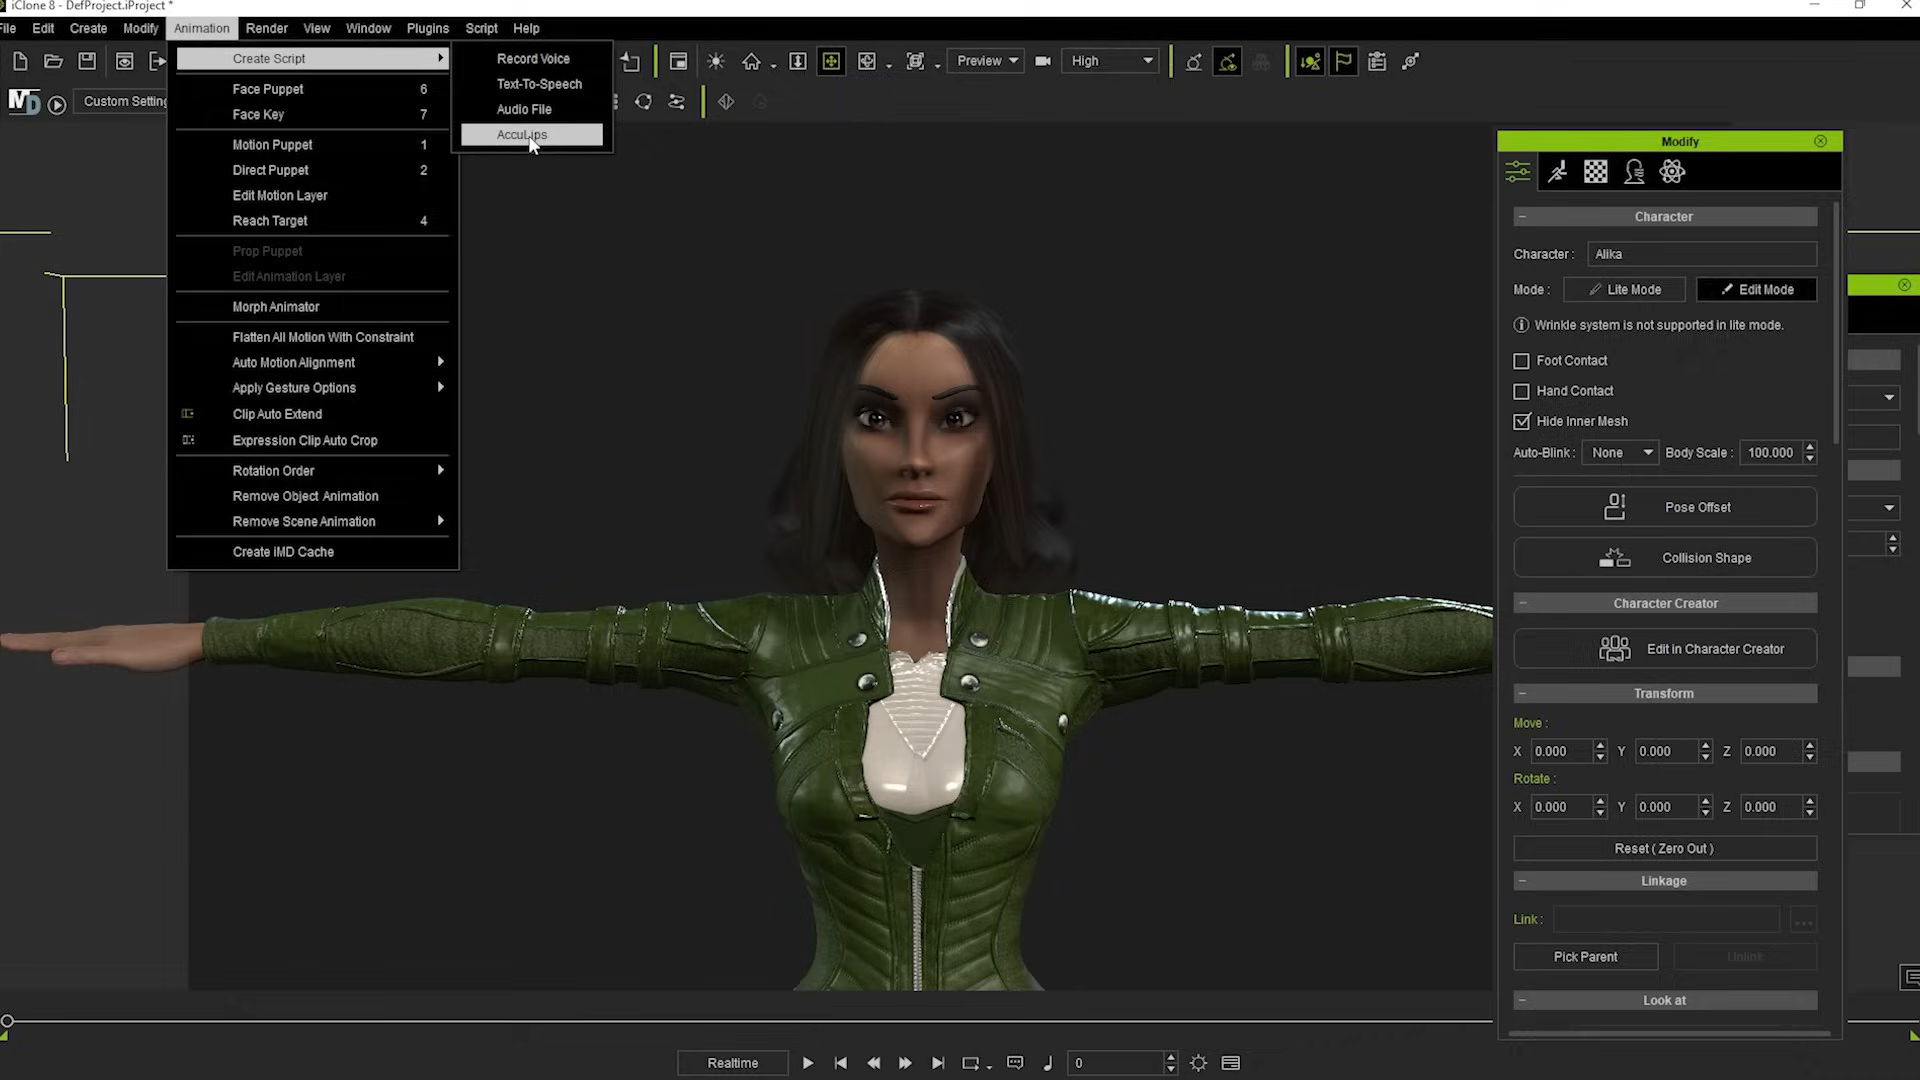 iClone 8 - DefProject.iProject *
File Edit Create Modify Animation Render View Window Plugins Script Help
Preview High
MD Custom Setting
Create Script
Face Puppet 6
Face Key 7
Motion Puppet 1
Direct Puppet 2
Edit Motion Layer
Reach Target 4
Prop Puppet
Edit Animation Layer
Morph Animator
Flatten All Motion With Constraint
Auto Motion Alignment
Apply Gesture Options
Clip Auto Extend
Expression Clip Auto Crop
Rotation Order
Remove Object Animation
Remove Scene Animation
Create iMD Cache
Record Voice
Text-To-Speech
Audio File
AccuLips
Modify
Character
Character : Alika
Mode : Lite Mode Edit Mode
Wrinkle system is not supported in lite mode.
Foot Contact
Hand Contact
Hide Inner Mesh
Auto-Blink : None Body Scale : 100.000
Pose Offset
Collision Shape
Character Creator
Edit in Character Creator
Transform
Move :
X 0.000 Y 0.000 Z 0.000
Rotate :
X 0.000 Y 0.000 Z 0.000
Reset ( Zero Out )
Linkage
Link : ...
Pick Parent Unlink
Look at
Realtime 0